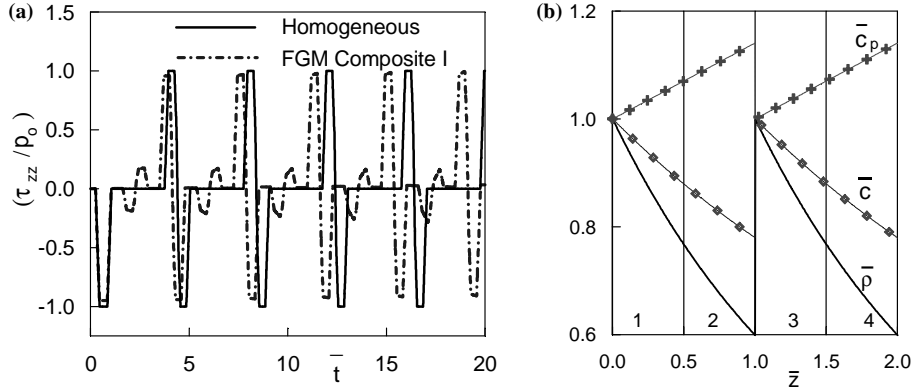 (a)
1.5
1.0
0.5
0.0
-0.5
-1.0
(τzz /po)
Homogeneous
FGM Composite I
0 5 10 15 20
t̅
(b)
1.0
0.8
0.6
c̅p
c̅
ρ̅
1 2 3 4
0.0 0.5 1.0 1.5 2.0
z̅